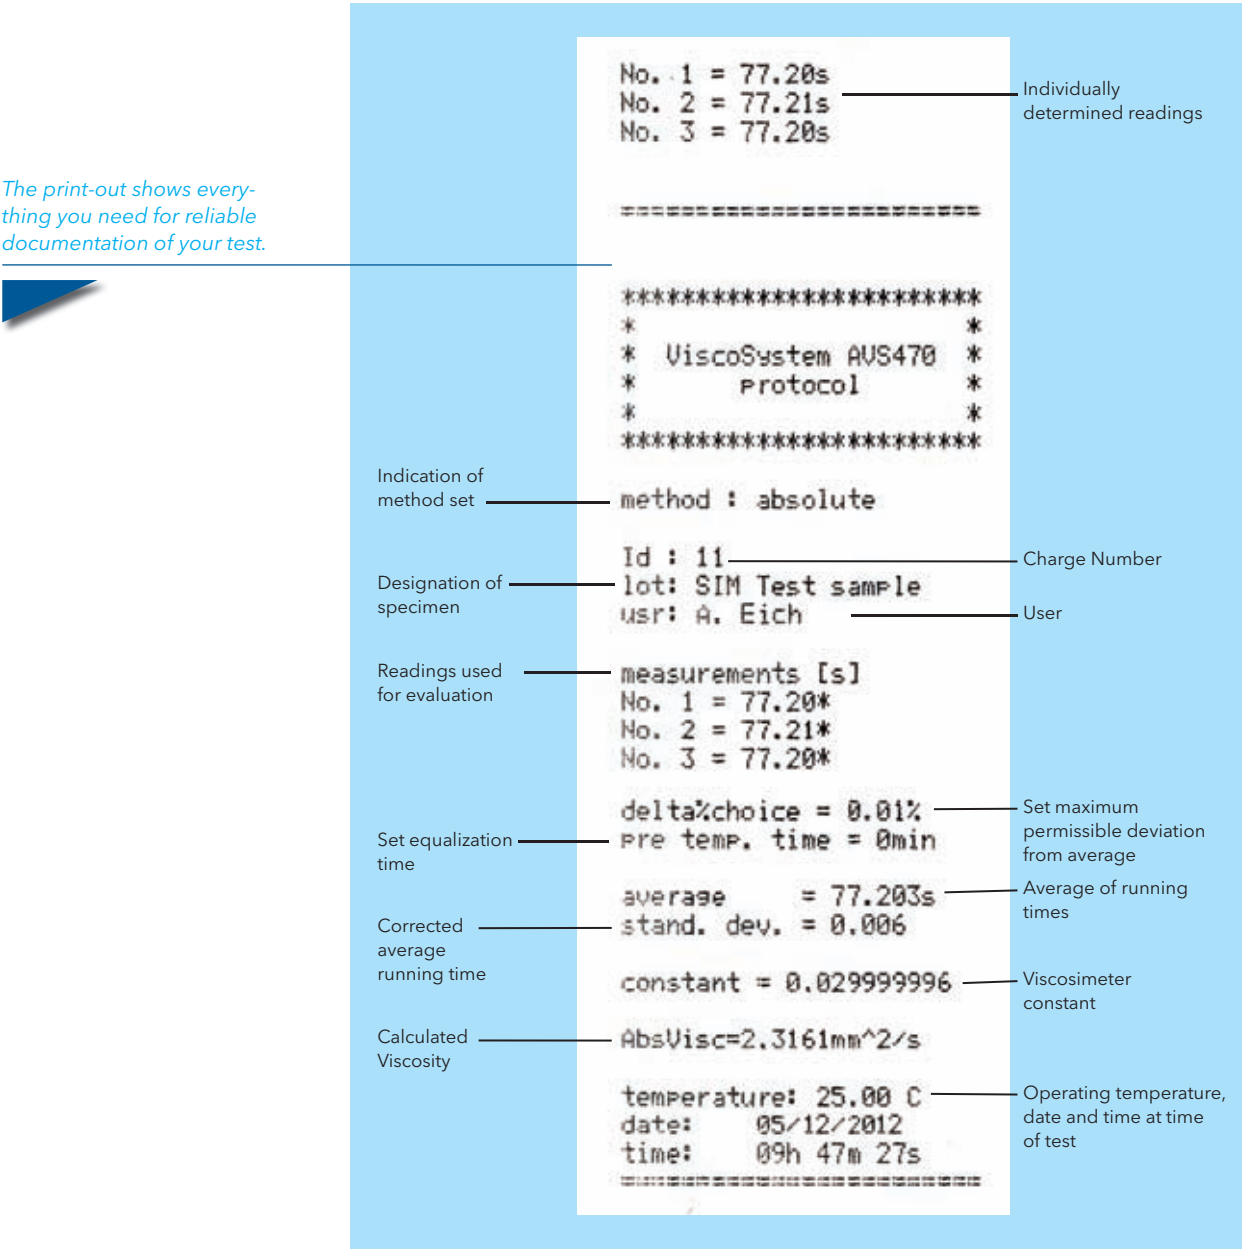 No. 1 = 77.20s
No. 2 = 77.21s
No. 3 = 77.20s
Individually
determined readings
The print-out shows every-
thing you need for reliable
documentation of your test.
========================
************************
*                      *
*  ViscoSystem AVS470  *
*       protocol       *
*                      *
************************
Indication of
method set
method : absolute
Id : 11
Charge Number
Designation of
specimen
lot: SIM Test sample
usr: A. Eich
User
Readings used
for evaluation
measurements [s]
No. 1 = 77.20*
No. 2 = 77.21*
No. 3 = 77.20*
delta%choice = 0.01%
Set maximum
permissible deviation
from average
Set equalization
time
pre temp. time = 0min
average     = 77.203s
Average of running
times
Corrected
average
running time
stand. dev. = 0.006
constant = 0.029999996
Viscosimeter
constant
Calculated
Viscosity
AbsVisc=2.3161mm^2/s
temperature: 25.00 C
date:    05/12/2012
time:    09h 47m 27s
Operating temperature,
date and time at time
of test
========================